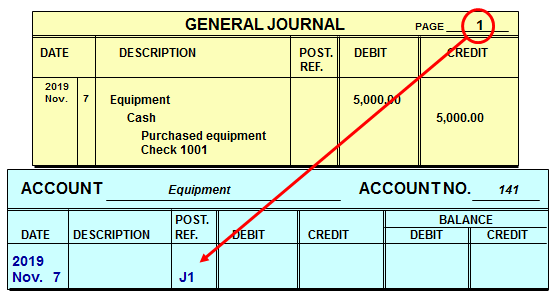 GENERAL JOURNAL PAGE 1
DATE DESCRIPTION POST. REF. DEBIT CREDIT
2019
Nov. 7 Equipment 5,000.00
Cash 5,000.00
Purchased equipment
Check 1001
ACCOUNT Equipment ACCOUNT NO. 141
DATE DESCRIPTION POST. REF. DEBIT CREDIT BALANCE
DEBIT CREDIT
2019
Nov. 7 J1